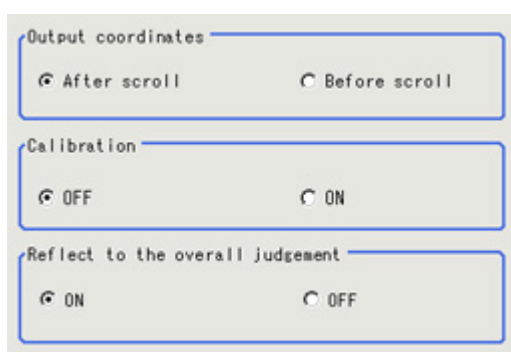 Output coordinates
After scroll Before scroll
Calibration
OFF ON
Reflect to the overall judgement
ON OFF